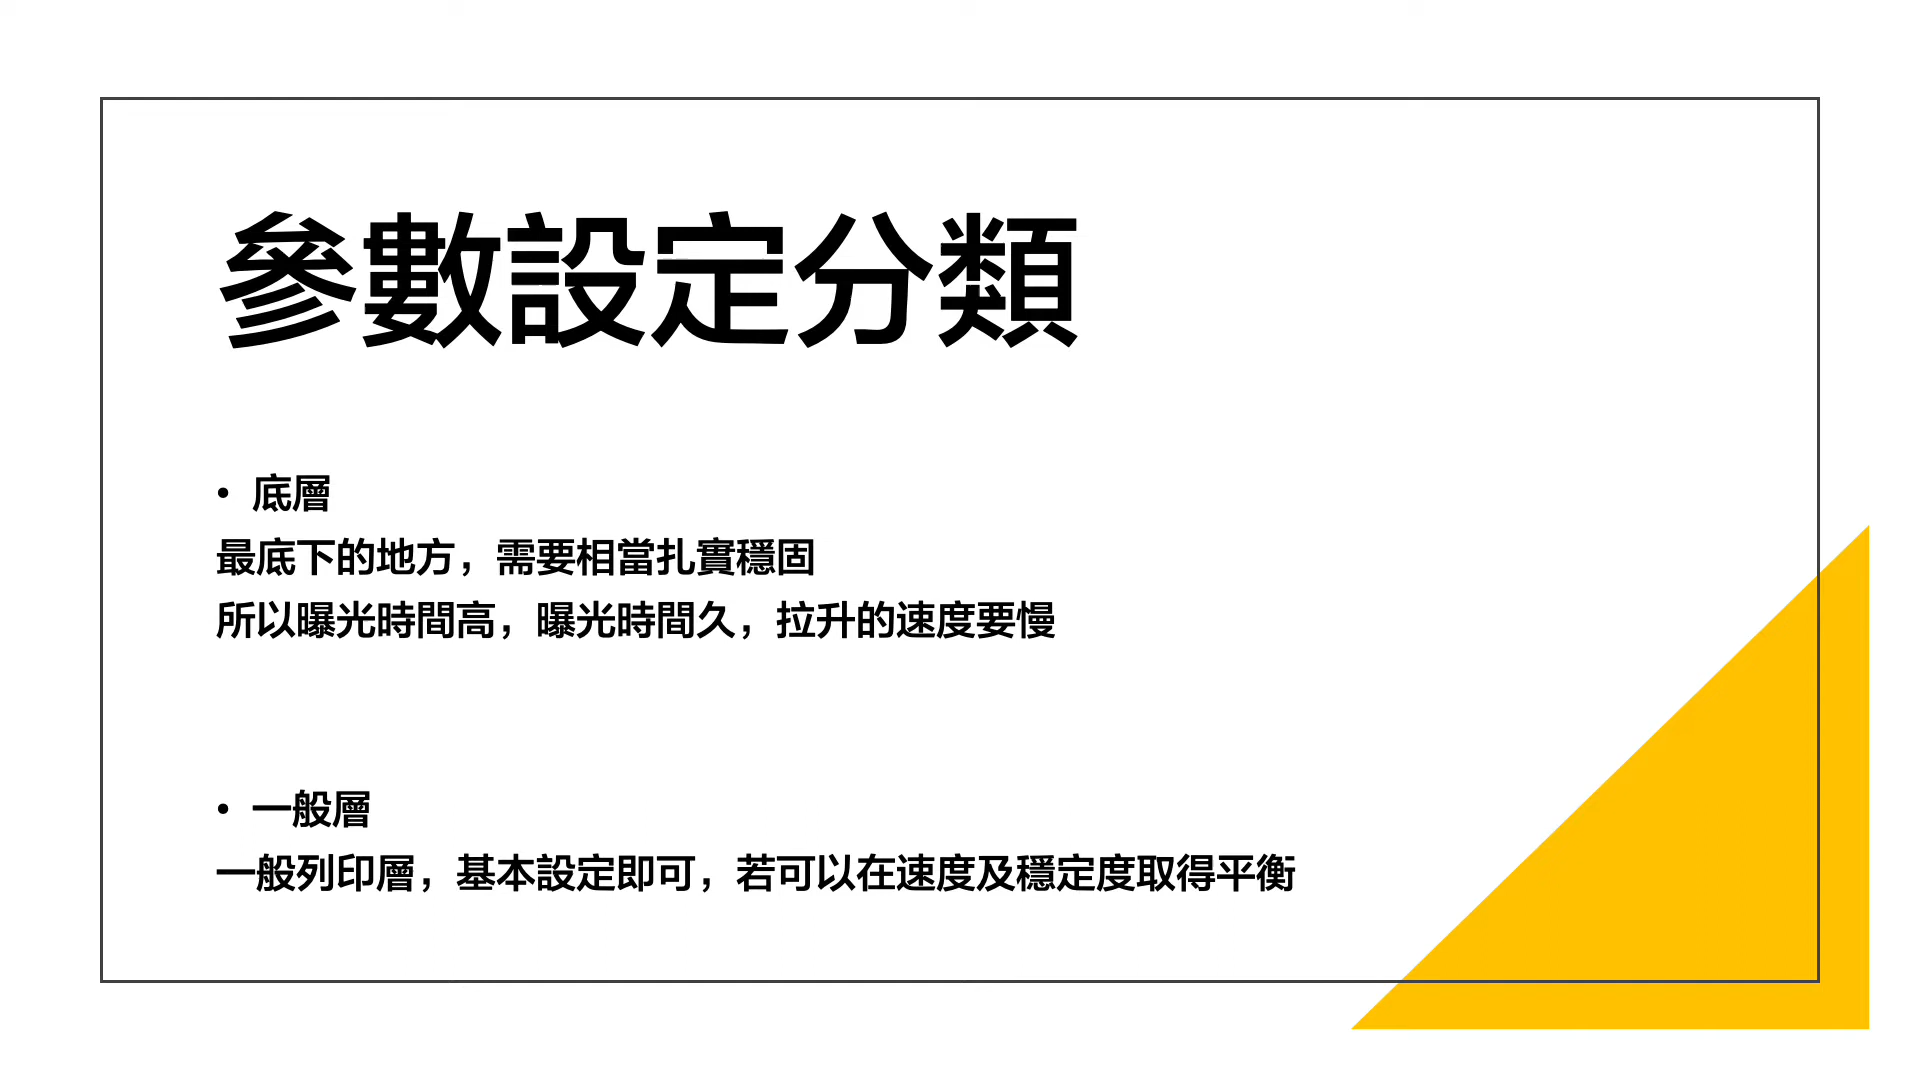 參數設定分類
• 底層
最底下的地方，需要相當扎實穩固
所以曝光時間高，曝光時間久，拉升的速度要慢
• 一般層
一般列印層，基本設定即可，若可以在速度及穩定度取得平衡